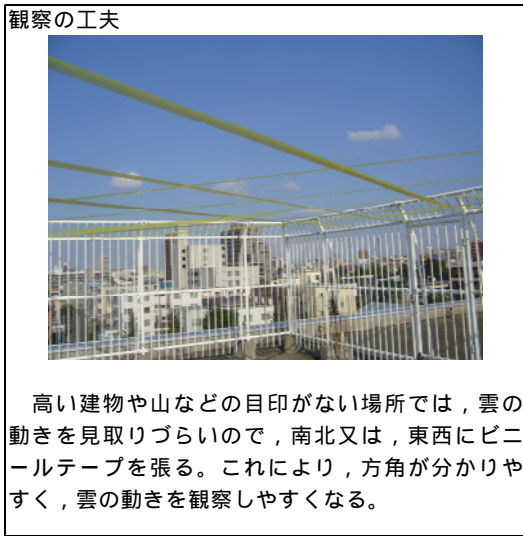 観察の工夫
　高い建物や山などの目印がない場所では，雲の
動きを見取りづらいので，南北又は，東西にビニ
ールテープを張る。これにより，方角が分かりや
すく，雲の動きを観察しやすくなる。